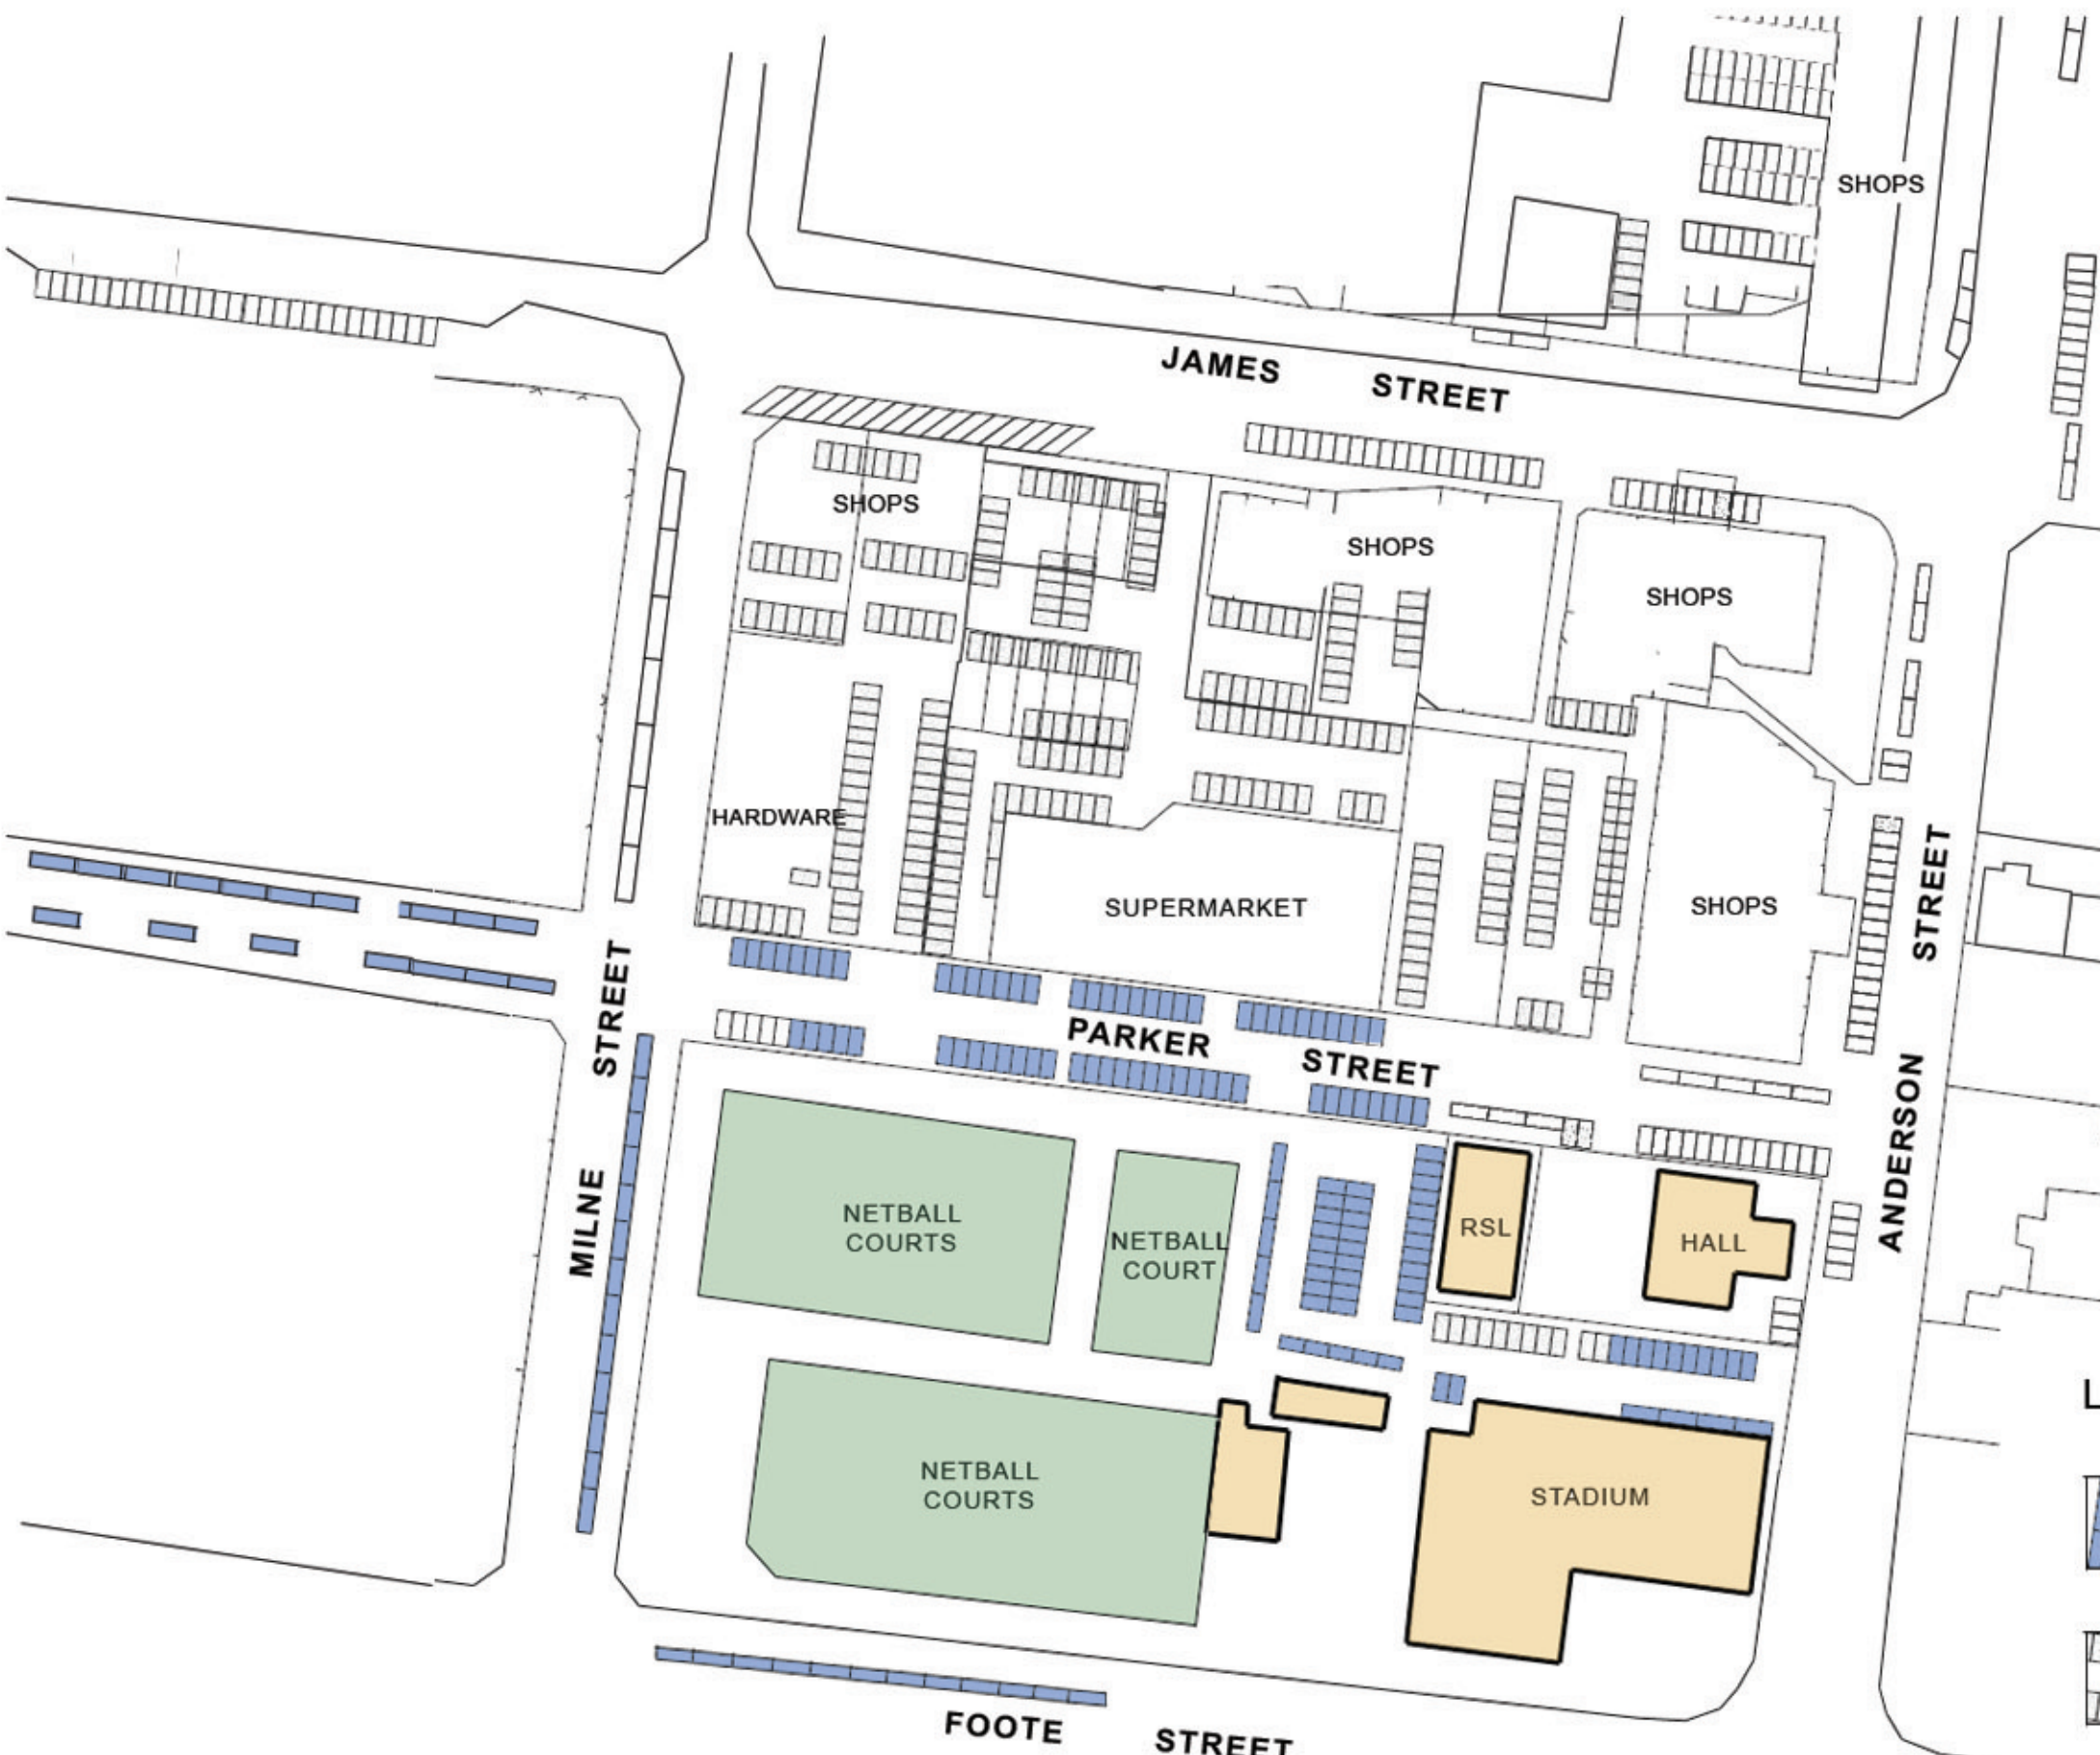 SHOPS
JAMES STREET
SHOPS
SHOPS
SHOPS
HARDWARE
SUPERMARKET
SHOPS
ANDERSON STREET
MILNE STREET
PARKER STREET
NETBALL
COURTS
NETBALL
COURT
RSL
HALL
NETBALL
COURTS
STADIUM
L
FOOTE STREET